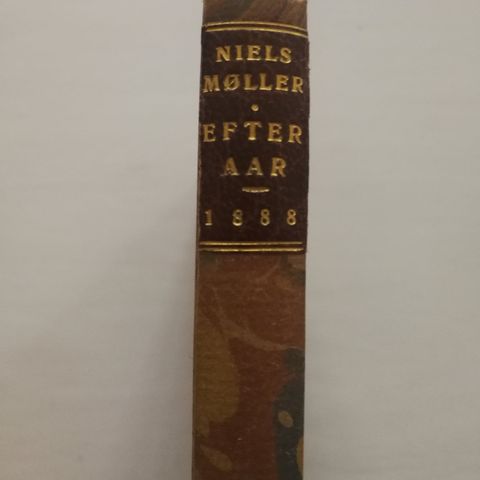 NIELS
MØLLER
•
EFTER
AAR
1888